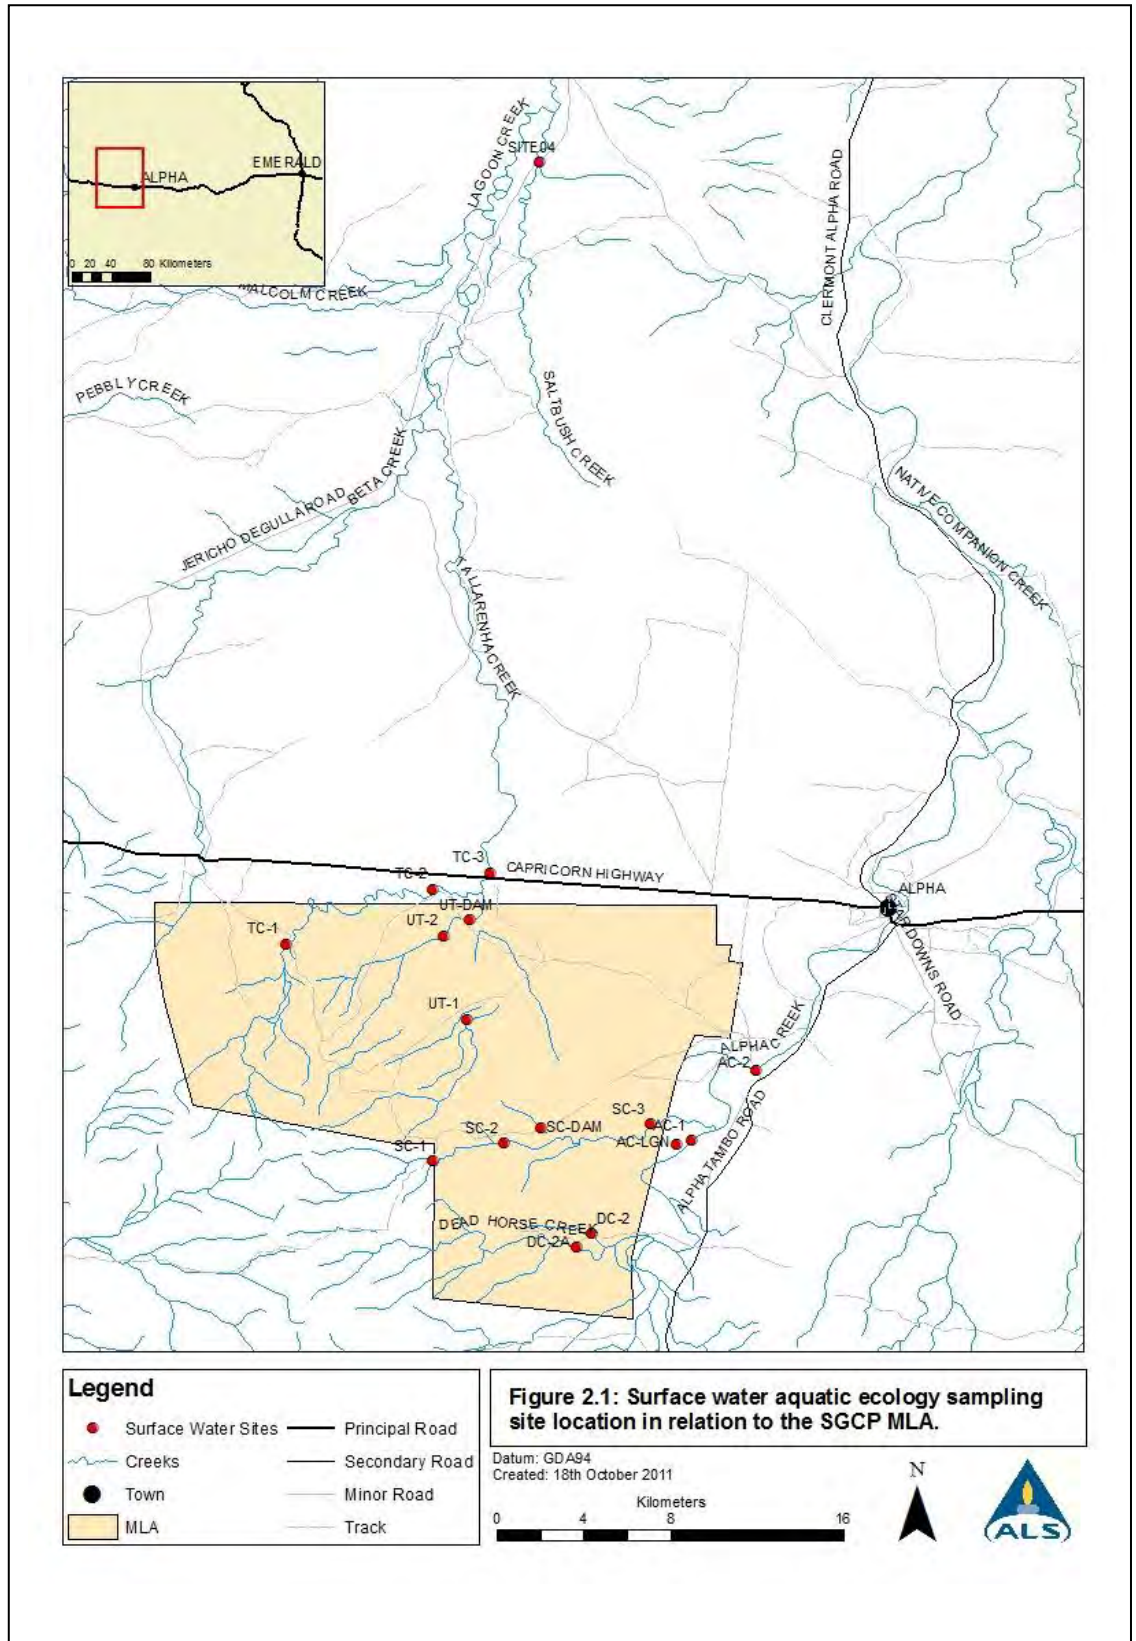 EMERALD
ALPHA
0 20 40 80 Kilometers
LAGOON CREEK
SITE04
CLERMONT ALPHA ROAD
MALCOLM CREEK
PEBBLY CREEK
SALTBUSH CREEK
BETA CREEK
JERICHO DEGULLA ROAD
NATIVE COMPANION CREEK
TALLARENHA CREEK
TC-3
CAPRICORN HIGHWAY
TC-2
ALPHA
UT-DAM
UT-2
TC-1
DOWNS ROAD
UT-1
ALPHA CREEK
AC-2
SC-3
AC-1
SC-2
SC-DAM
AC-LGN
SC-1
ALPHA TAMBO ROAD
DEAD HORSE CREEK
DC-2
DC-2A
Legend
Surface Water Sites
Principal Road
Creeks
Secondary Road
Town
Minor Road
MLA
Track
Figure 2.1: Surface water aquatic ecology sampling
site location in relation to the SGCP MLA.
Datum: GDA94
Created: 18th October 2011
Kilometers
0 4 8 16
N
ALS